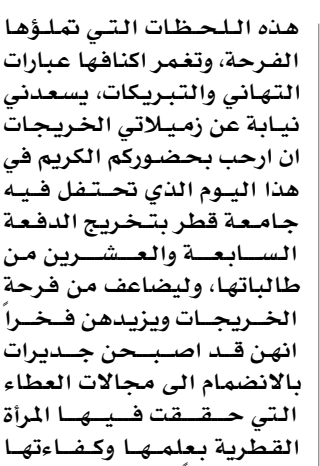 هذه اللحظات التي تملؤها
الفرحة، وتغمر اكنافها عبارات
التهاني والتبريكات، يسعدني
نيابة عن زميلاتي الخريجات
ان ارحب بحضوركم الكريم في
هذا اليوم الذي تحتفل فيه
جامعة قطر بتخريج الدفعة
السابعة والعشرين من
طالباتها، وليضاعف من فرحة
الخريجات ويزيدهن فخراً
انهن قد اصبحن جديرات
بالانضمام الى مجالات العطاء
التي حققت فيها المرأة
القطرية بعلمها وكفاءتها